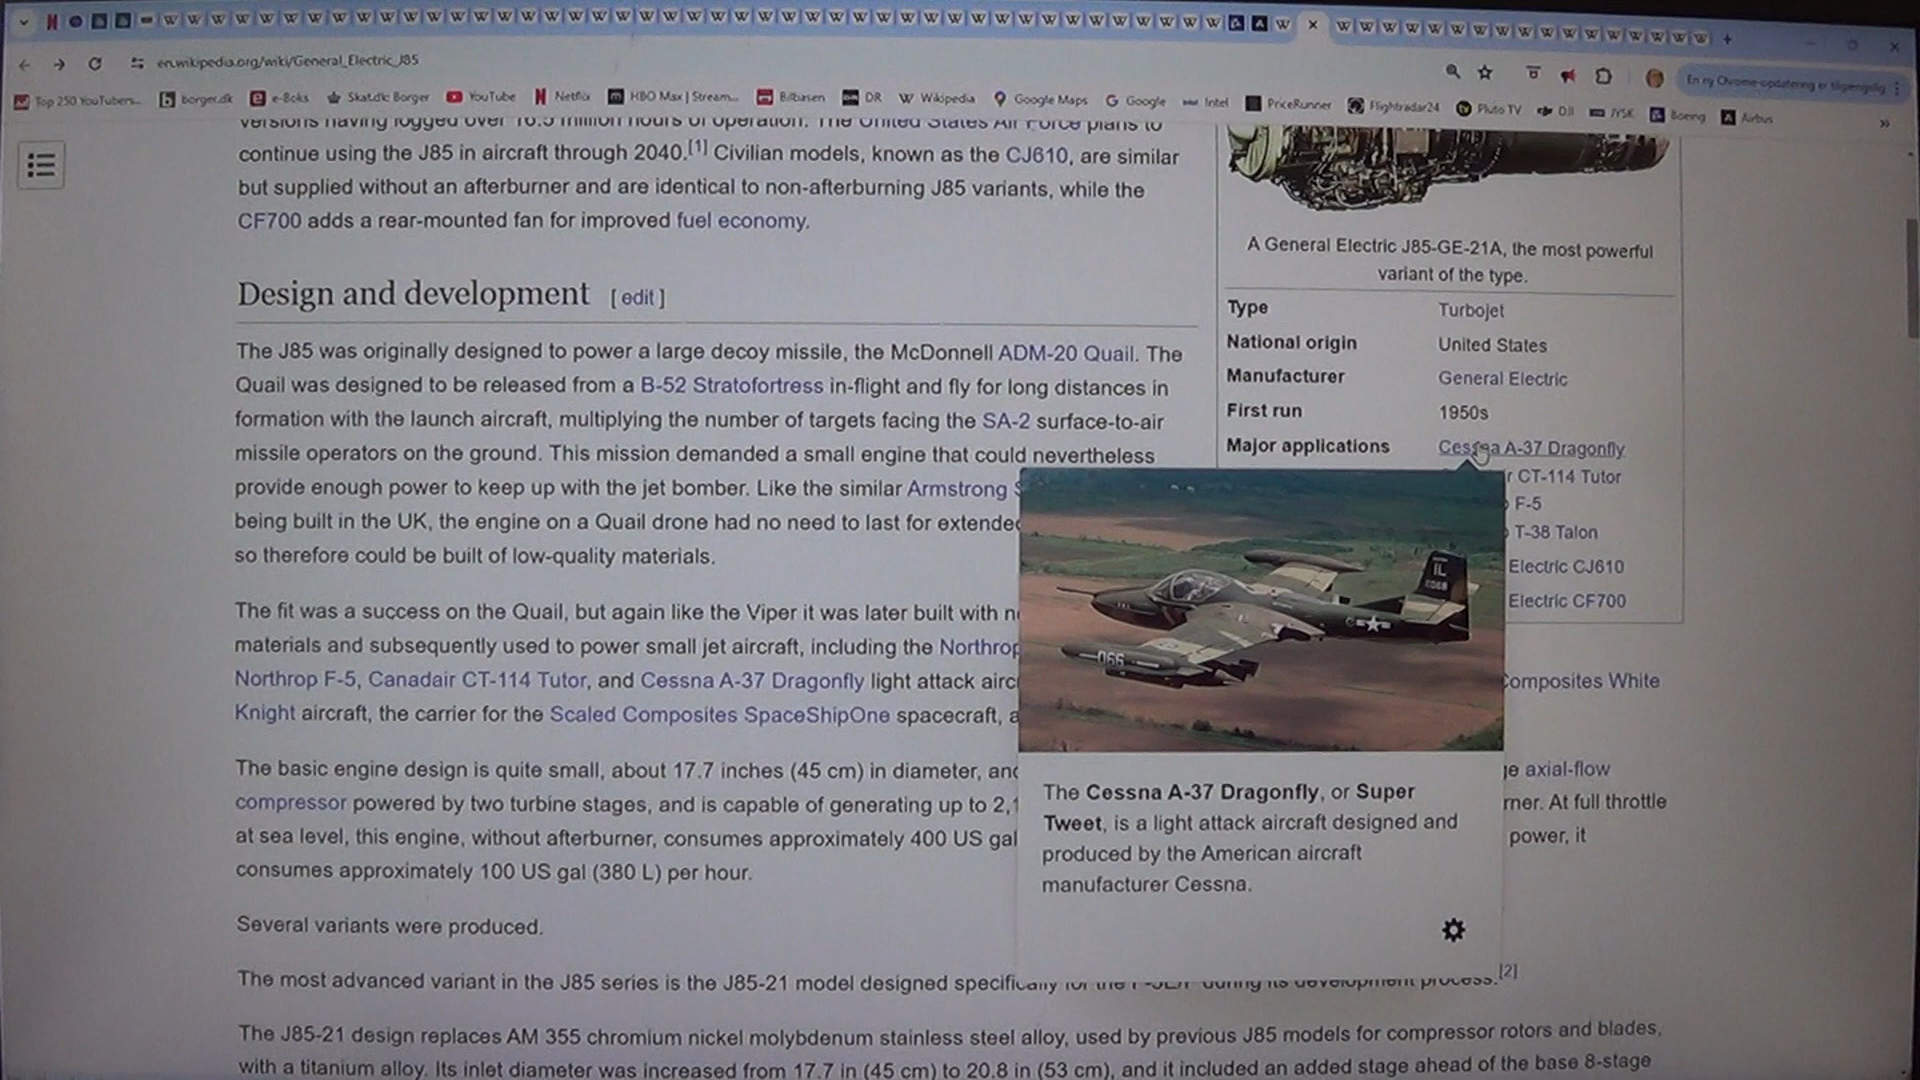 en.wikipedia.org/wiki/General_Electric_J85
En ny Chrome-opdatering er tilgængelig
Top 250 YouTubers... borger.dk e-Boks Skat.dk: Borger YouTube Netflix HBO Max | Stream... Bilbasen DR Wikipedia Google Maps Google Intel PriceRunner Flightradar24 Pluto TV DJI JYSK Boeing Airbus
versions having logged over 16.5 million hours of operation. The United States Air Force plans to
continue using the J85 in aircraft through 2040.[1] Civilian models, known as the CJ610, are similar
but supplied without an afterburner and are identical to non-afterburning J85 variants, while the
CF700 adds a rear-mounted fan for improved fuel economy.
Design and development [ edit ]
The J85 was originally designed to power a large decoy missile, the McDonnell ADM-20 Quail. The
Quail was designed to be released from a B-52 Stratofortress in-flight and fly for long distances in
formation with the launch aircraft, multiplying the number of targets facing the SA-2 surface-to-air
missile operators on the ground. This mission demanded a small engine that could nevertheless
provide enough power to keep up with the jet bomber. Like the similar Armstrong S
being built in the UK, the engine on a Quail drone had no need to last for extended
so therefore could be built of low-quality materials.
The fit was a success on the Quail, but again like the Viper it was later built with
materials and subsequently used to power small jet aircraft, including the Northrop
Northrop F-5, Canadair CT-114 Tutor, and Cessna A-37 Dragonfly light attack airc
Composites White
Knight aircraft, the carrier for the Scaled Composites SpaceShipOne spacecraft, a
The basic engine design is quite small, about 17.7 inches (45 cm) in diameter, and
ge axial-flow
compressor powered by two turbine stages, and is capable of generating up to 2,1
rner. At full throttle
at sea level, this engine, without afterburner, consumes approximately 400 US gal
power, it
consumes approximately 100 US gal (380 L) per hour.
Several variants were produced.
The most advanced variant in the J85 series is the J85-21 model designed specifically for the F-5E/F during its development process.[2]
The J85-21 design replaces AM 355 chromium nickel molybdenum stainless steel alloy, used by previous J85 models for compressor rotors and blades,
with a titanium alloy. Its inlet diameter was increased from 17.7 in (45 cm) to 20.8 in (53 cm), and it included an added stage ahead of the base 8-stage
A General Electric J85-GE-21A, the most powerful
variant of the type.
Type Turbojet
National origin United States
Manufacturer General Electric
First run 1950s
Major applications Cessna A-37 Dragonfly
r CT-114 Tutor
F-5
T-38 Talon
Electric CJ610
Electric CF700
IL
066
The Cessna A-37 Dragonfly, or Super
Tweet, is a light attack aircraft designed and
produced by the American aircraft
manufacturer Cessna.